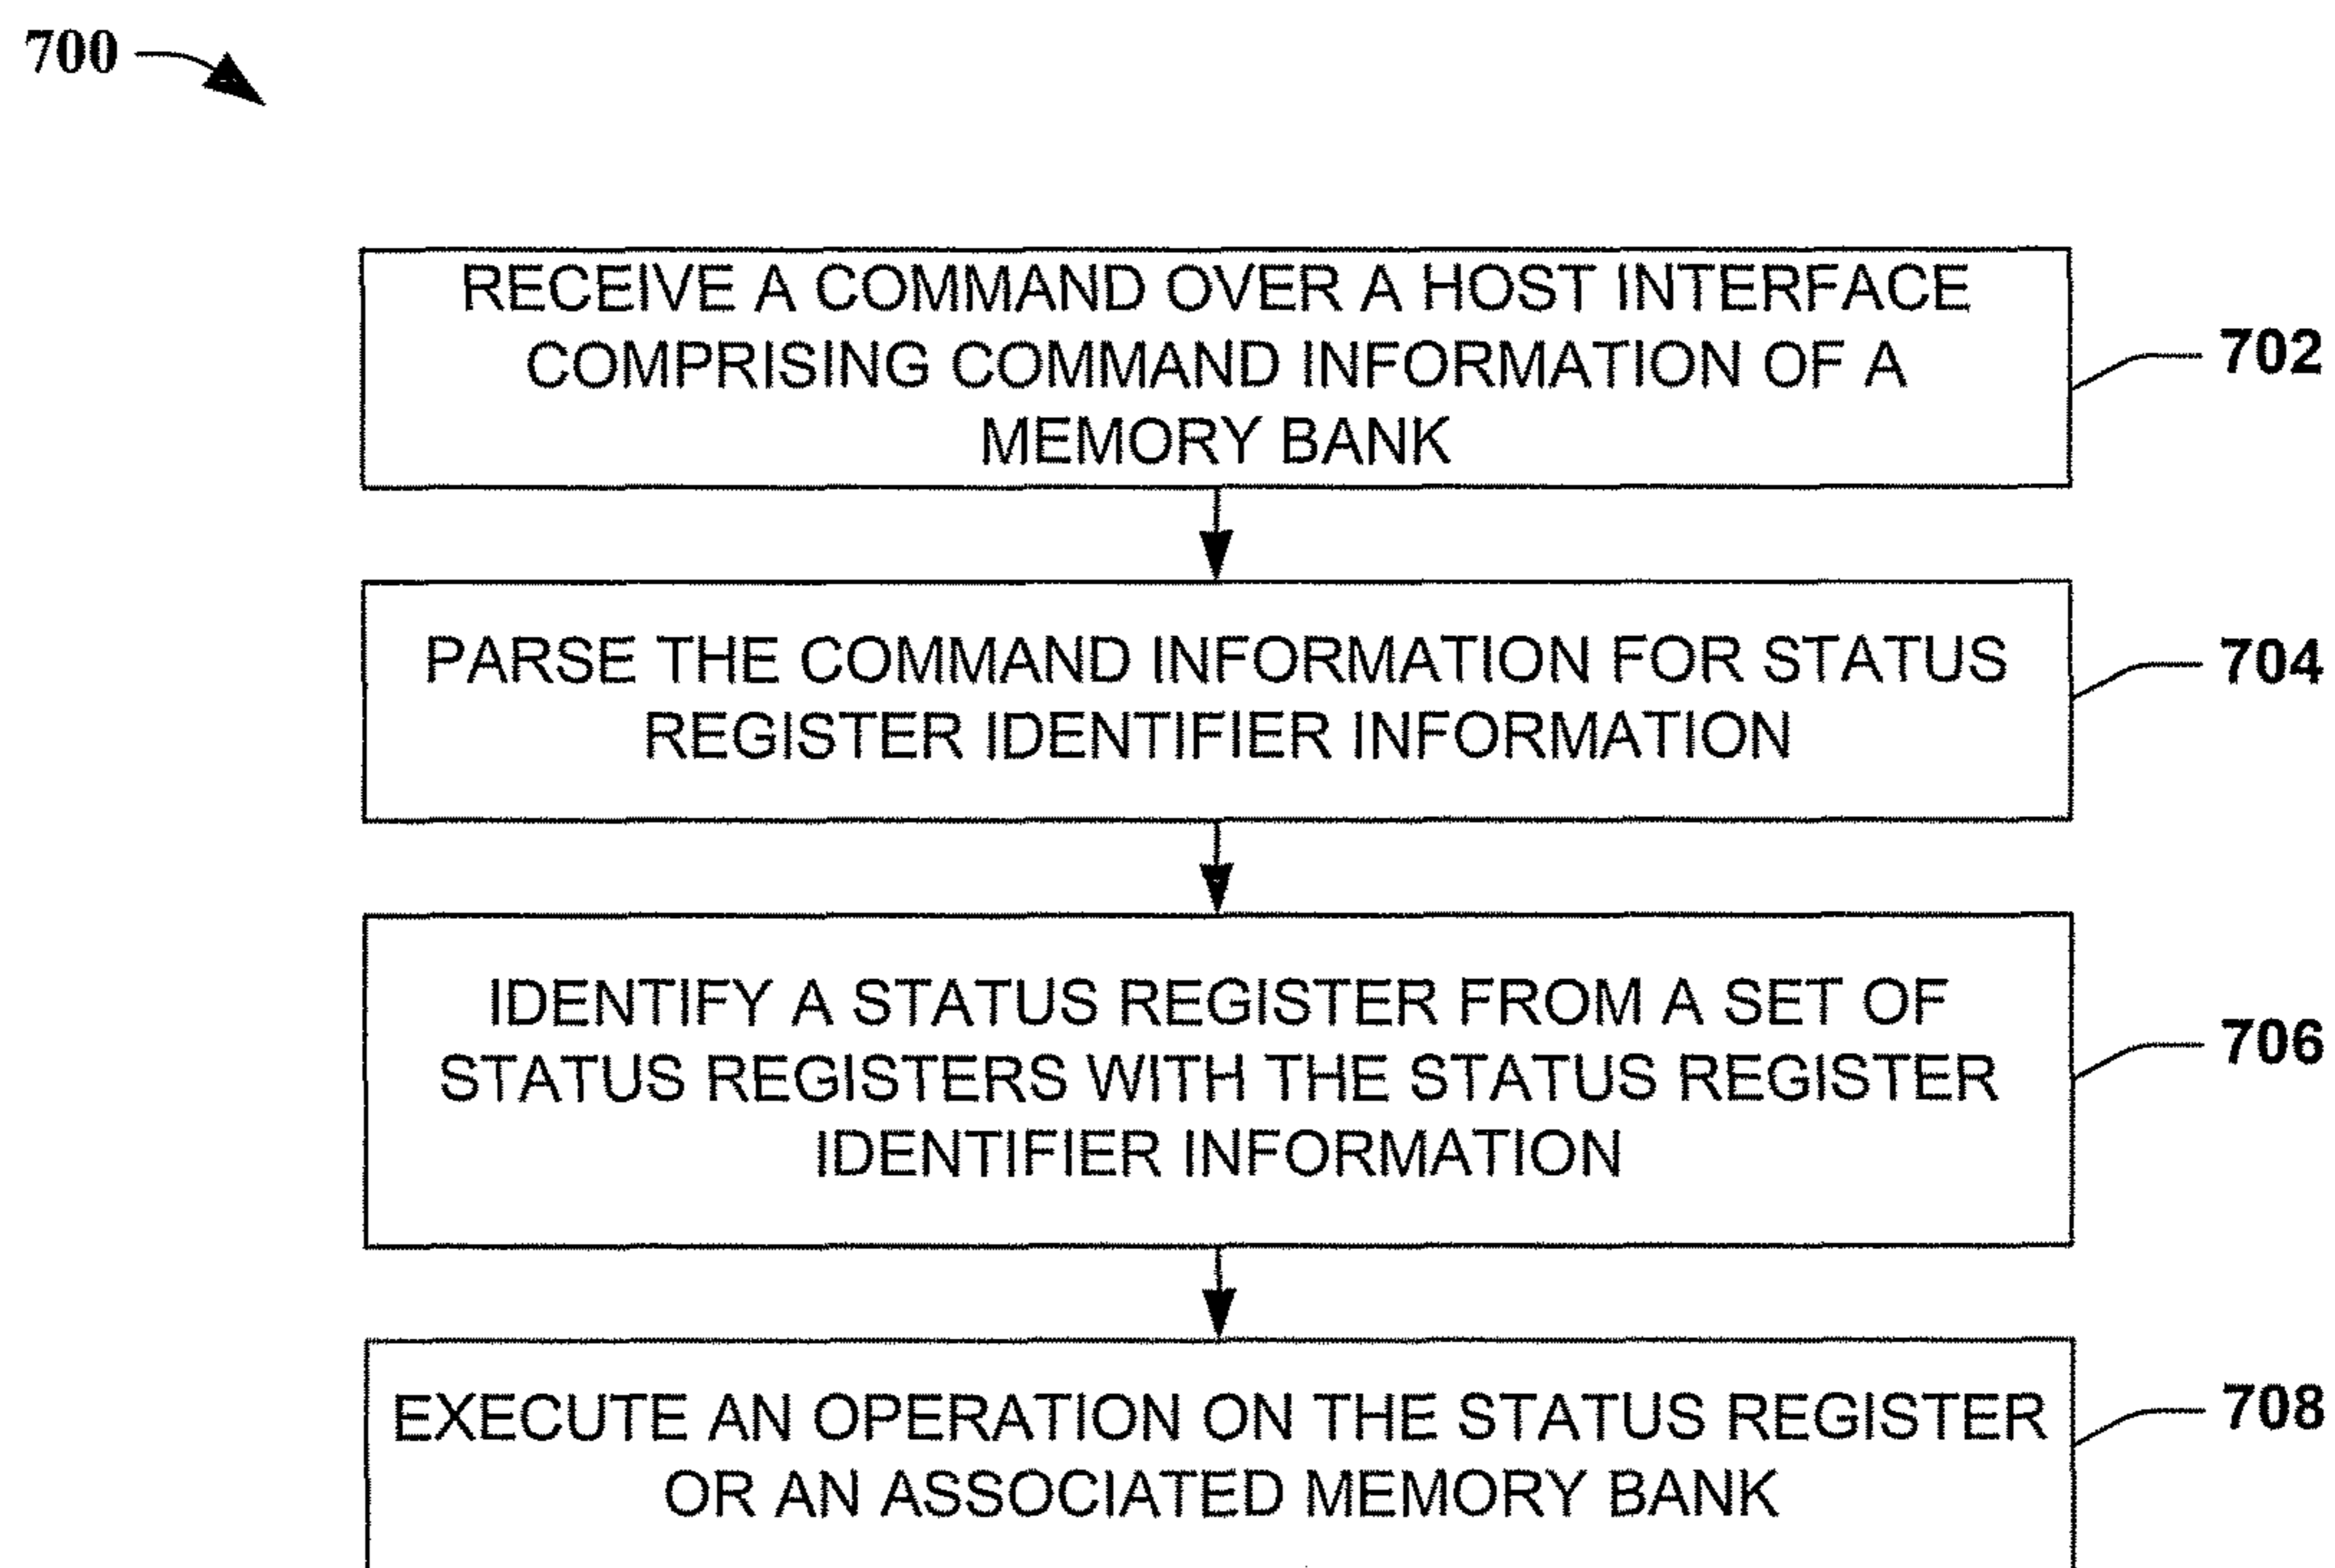 700
RECEIVE A COMMAND OVER A HOST INTERFACE
COMPRISING COMMAND INFORMATION OF A
MEMORY BANK
702
PARSE THE COMMAND INFORMATION FOR STATUS
REGISTER IDENTIFIER INFORMATION
704
IDENTIFY A STATUS REGISTER FROM A SET OF
STATUS REGISTERS WITH THE STATUS REGISTER
IDENTIFIER INFORMATION
706
EXECUTE AN OPERATION ON THE STATUS REGISTER
OR AN ASSOCIATED MEMORY BANK
708